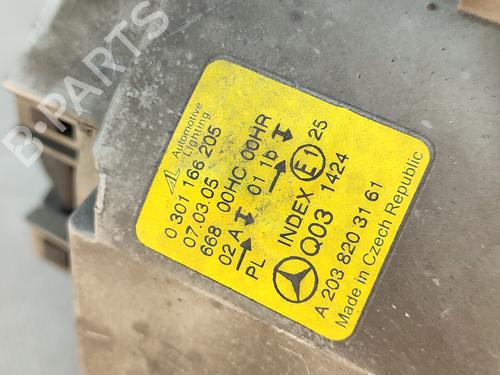 Automotive
Lighting
0 301 166 205
07.03.05
668 00HC 00HR
02 A 01 1b 25
PL INDEX E1
Q03 1424
A 203 820 31 61
Made in Czech Republic
B-PARTS